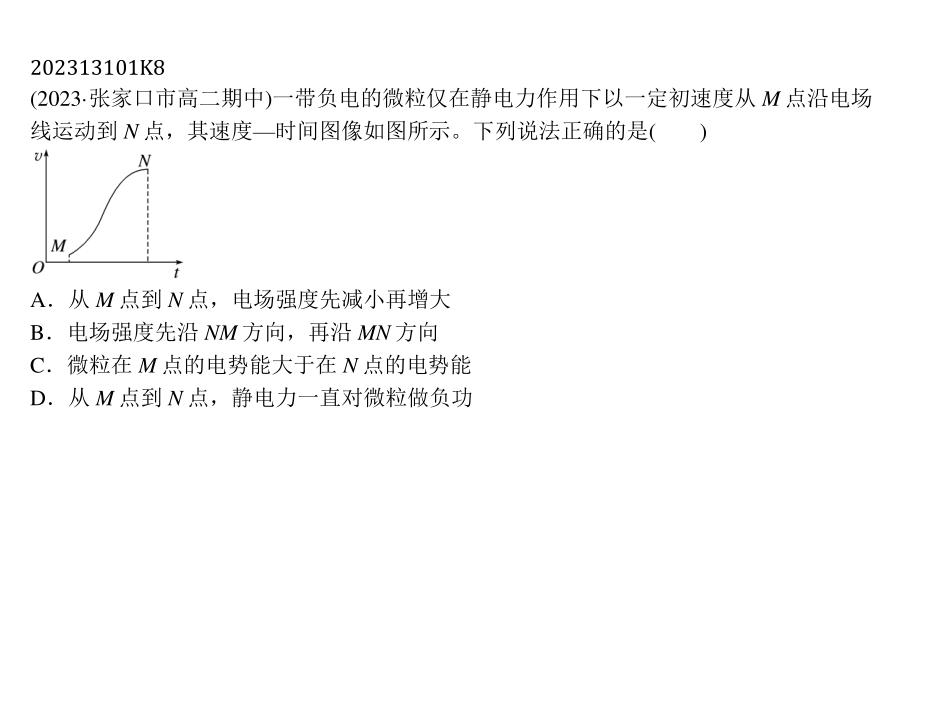 202313101K8
(2023·张家口市高二期中)一带负电的微粒仅在静电力作用下以一定初速度从 M 点沿电场
线运动到 N 点，其速度—时间图像如图所示。下列说法正确的是(　　)
v
N
M
O
t
A．从 M 点到 N 点，电场强度先减小再增大
B．电场强度先沿 NM 方向，再沿 MN 方向
C．微粒在 M 点的电势能大于在 N 点的电势能
D．从 M 点到 N 点，静电力一直对微粒做负功